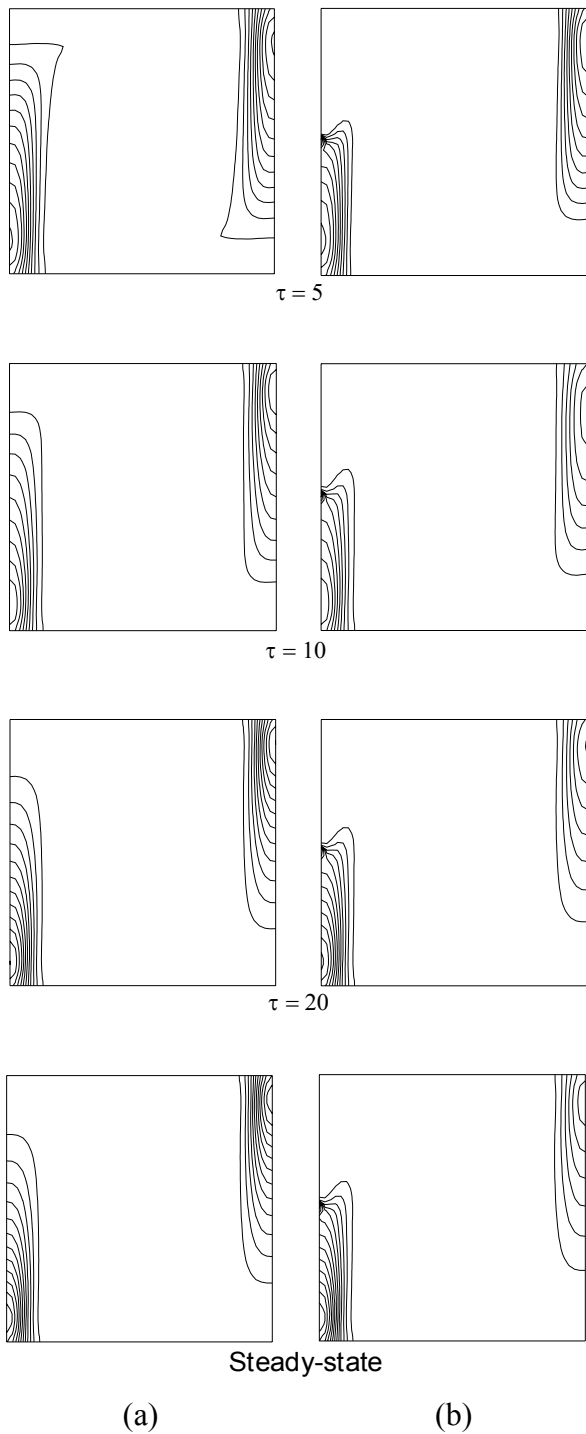 τ = 5
τ = 10
τ = 20
Steady-state
(a) (b)